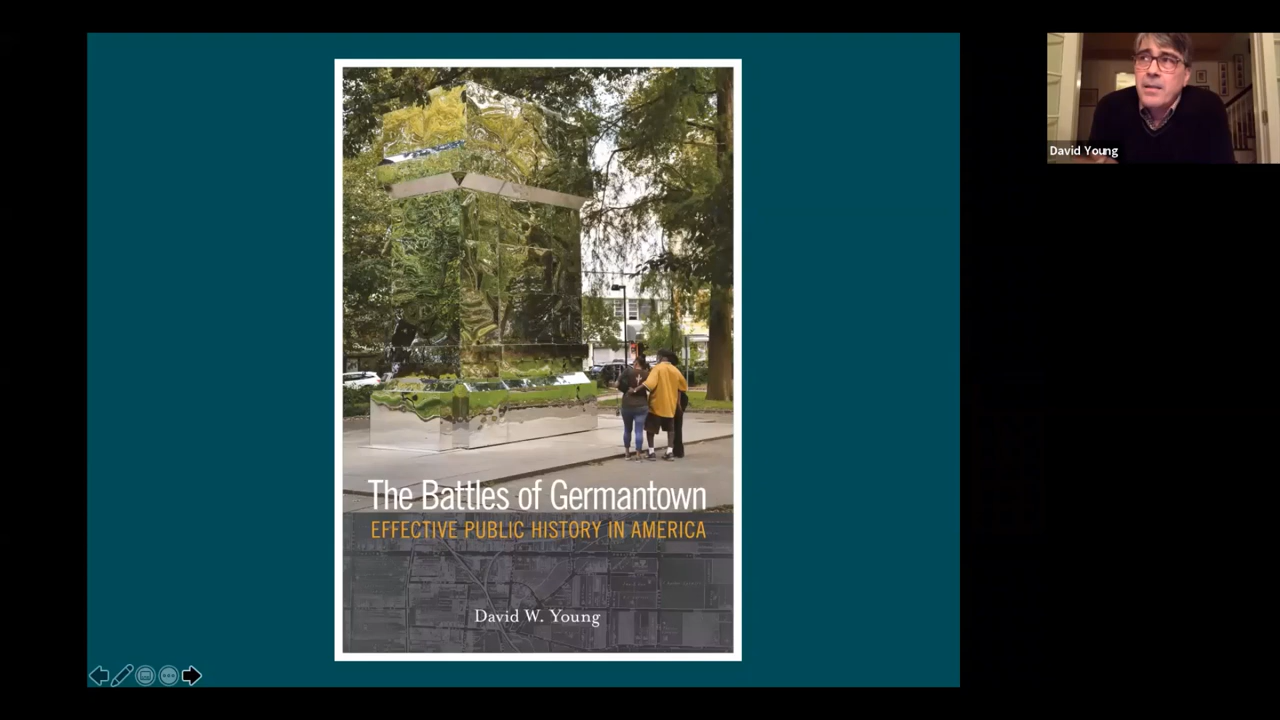 The Battles of Germantown
EFFECTIVE PUBLIC HISTORY IN AMERICA
David W. Young
David Young